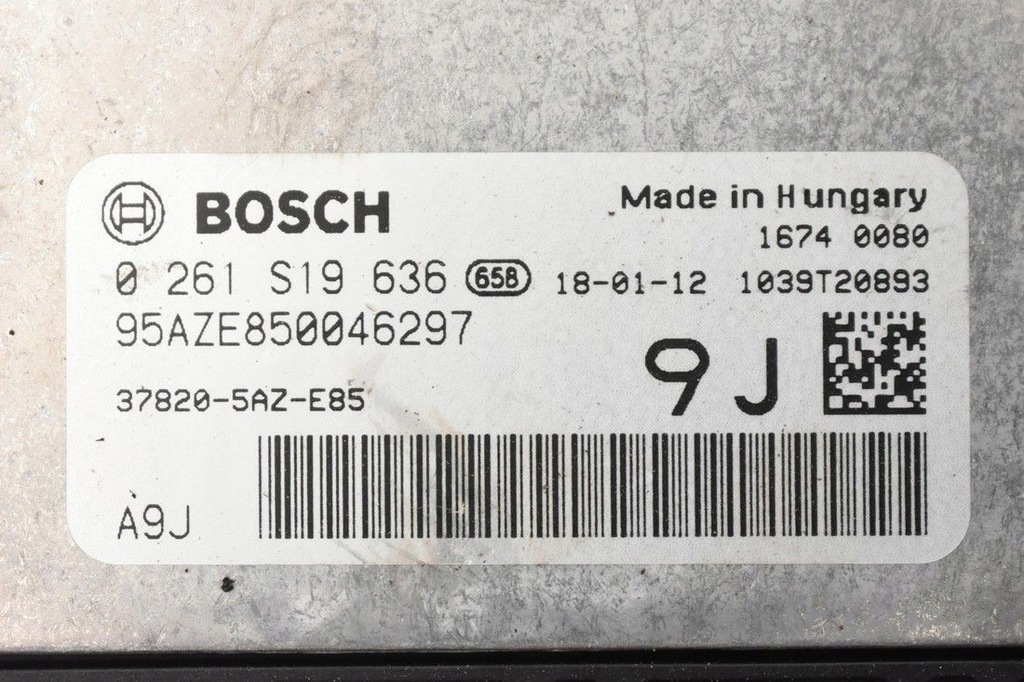 BOSCH
Made in Hungary
1674 0080
0 261 S19 636 658 18-01-12 1039T20893
95AZE850046297
9J
37820-5AZ-E85
A9J